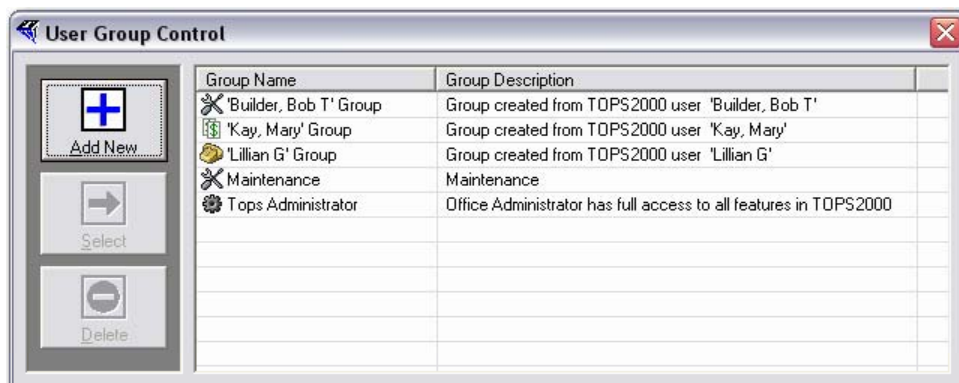 User Group Control
Add New
Select
Delete
Group Name Group Description
'Builder, Bob T' Group Group created from TOPS2000 user 'Builder, Bob T'
'Kay, Mary' Group Group created from TOPS2000 user 'Kay, Mary'
'Lillian G' Group Group created from TOPS2000 user 'Lillian G'
Maintenance Maintenance
Tops Administrator Office Administrator has full access to all features in TOPS2000